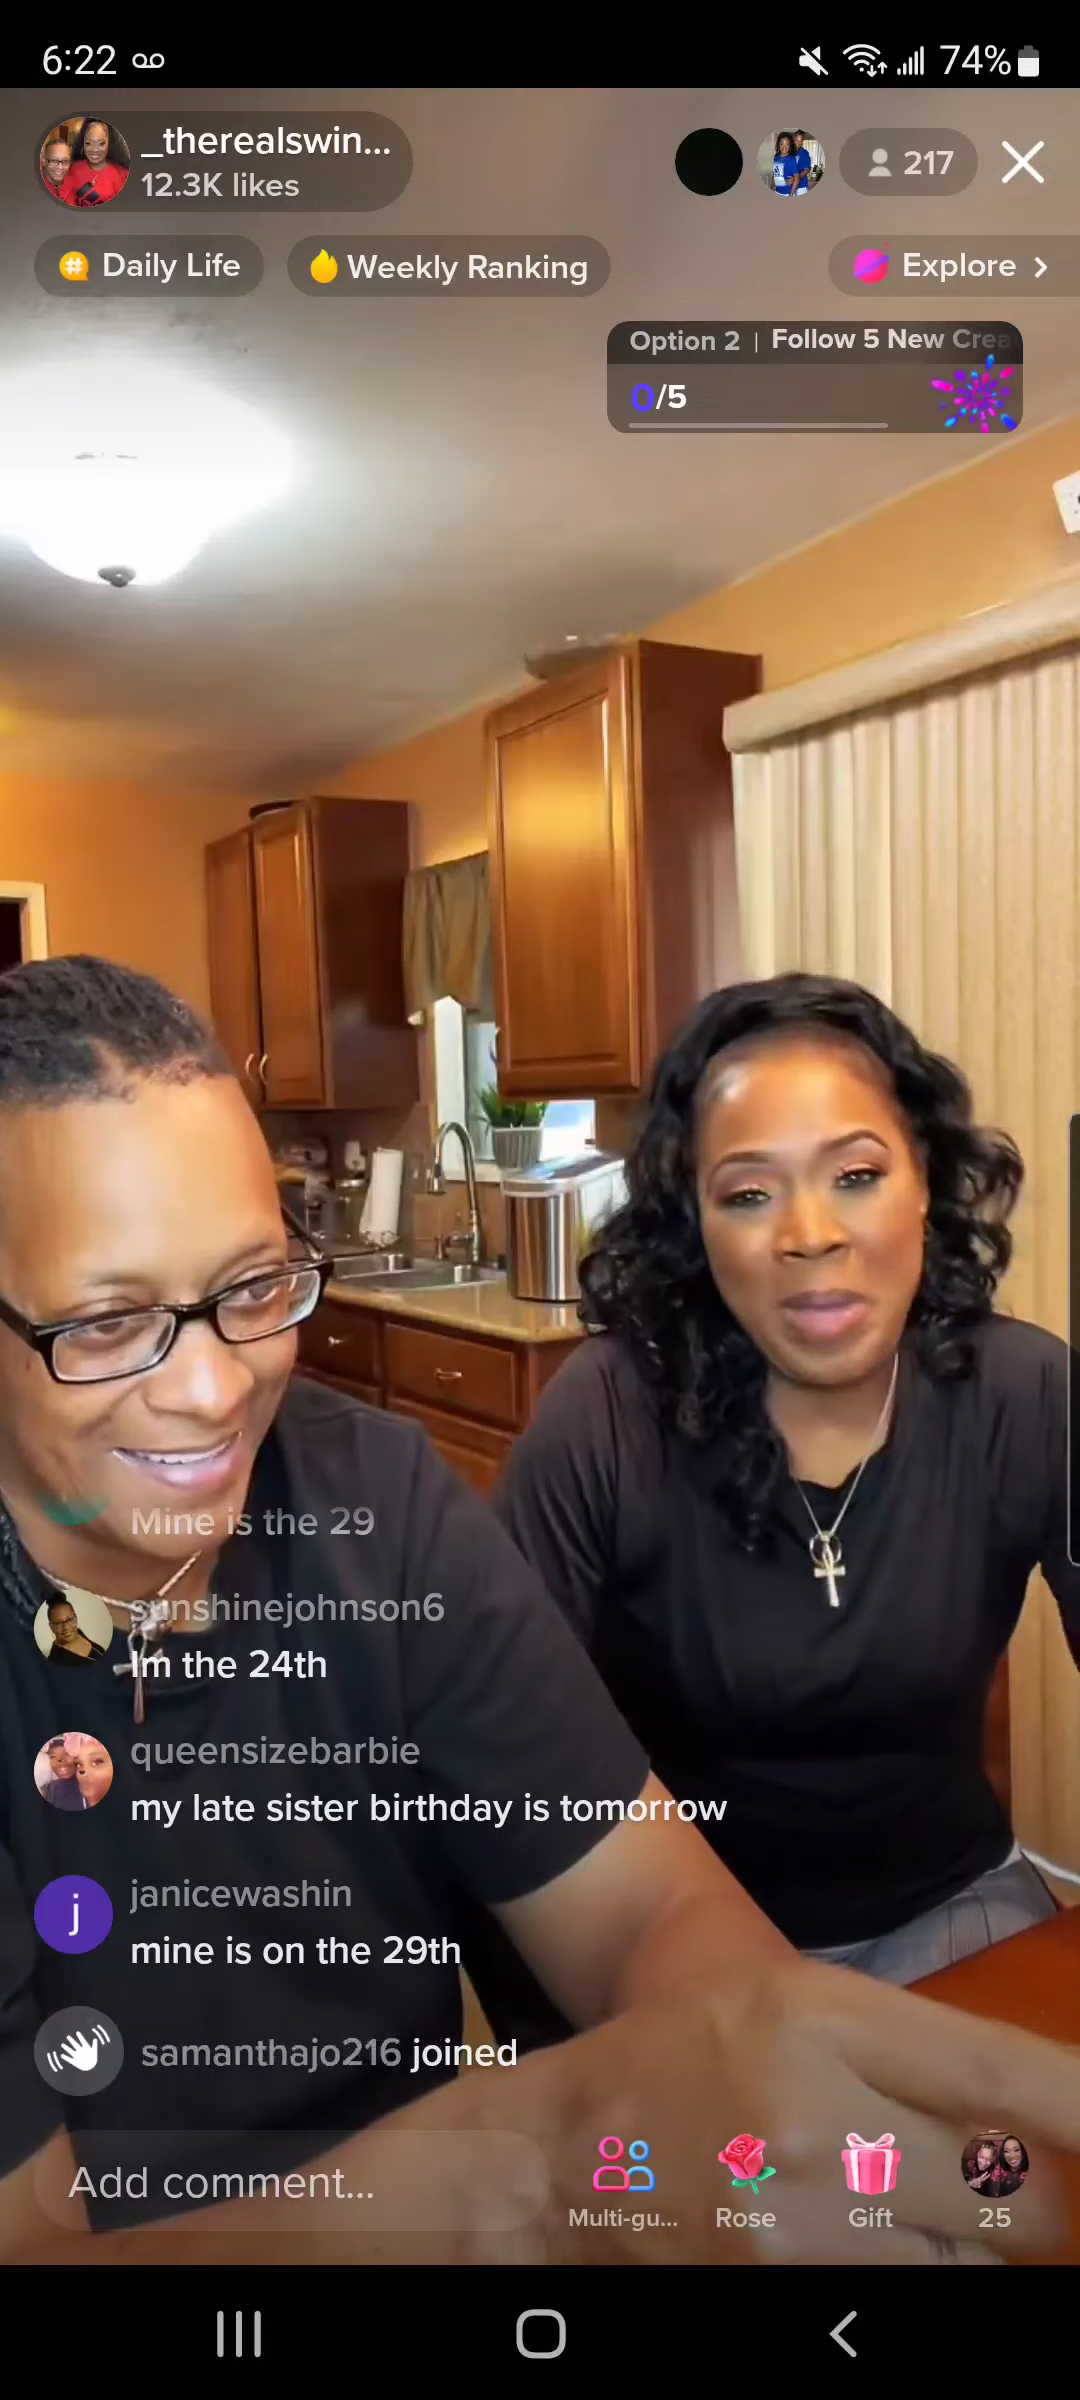 6:22
74%
_therealswin...
12.3K likes
217
Daily Life
Weekly Ranking
Explore >
Option 2 | Follow 5 New Crea
0/5
Mine is the 29
sunshinejohnson6
Im the 24th
queensizebarbie
my late sister birthday is tomorrow
j
janicewashin
mine is on the 29th
samanthajo216 joined
Add comment...
Multi-gu...
Rose
Gift
25